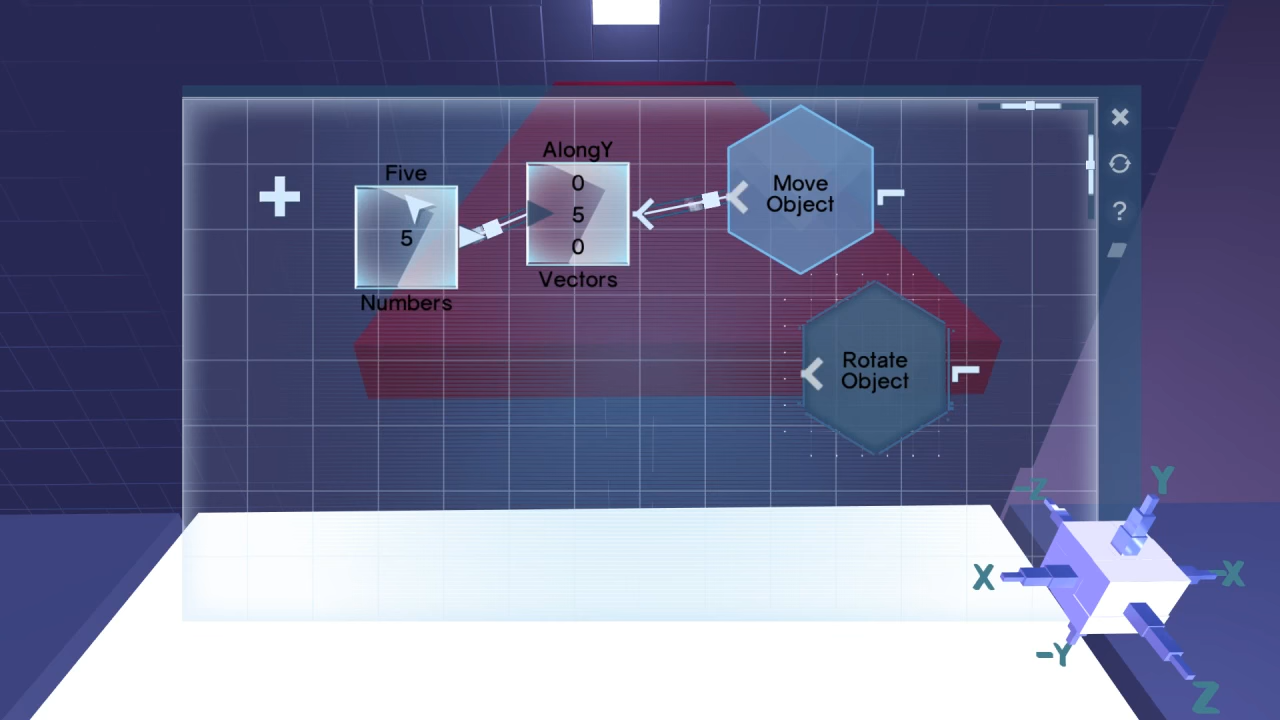 Five
5
Numbers
AlongY
0
5
0
Vectors
Move
Object
Rotate
Object
?
-Z
Y
X
-X
-Y
Z